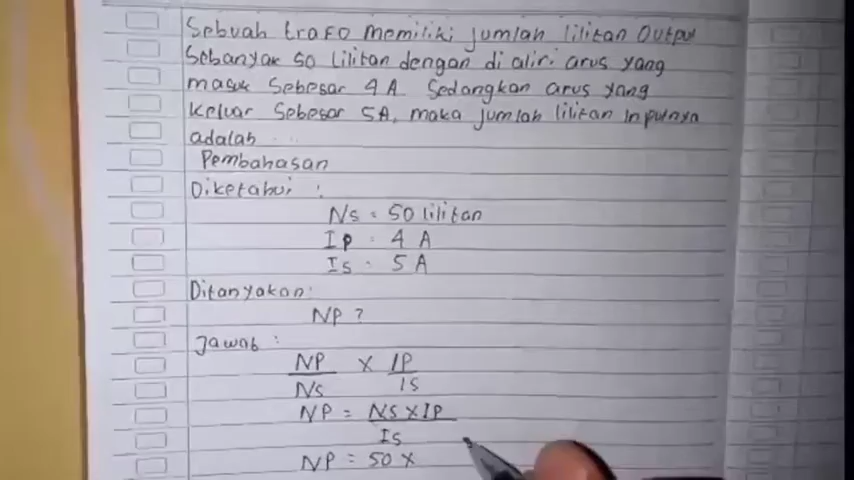 Sebuah traFo memiliki jumlah lilitan Output
Sebanyak 50 Lilitan dengan di aliri arus yang
masuk Sebesar 4 A Sedangkan arus yang
keluar Sebesar 5A, maka jumlah lilitan inputnya
adalah ...
Pembahasan
Diketahui :
Ns = 50 lilitan
Ip = 4 A
Is = 5 A
Ditanyakan:
NP ?
Jawab :
NP X IP
Ns IS
NP = NS X IP
Is
NP = 50 X